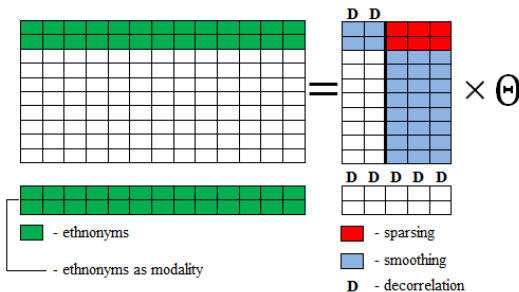 D D
= × Θ
D D D D D
- ethnonyms
- ethnonyms as modality
- sparsing
- smoothing
D - decorrelation